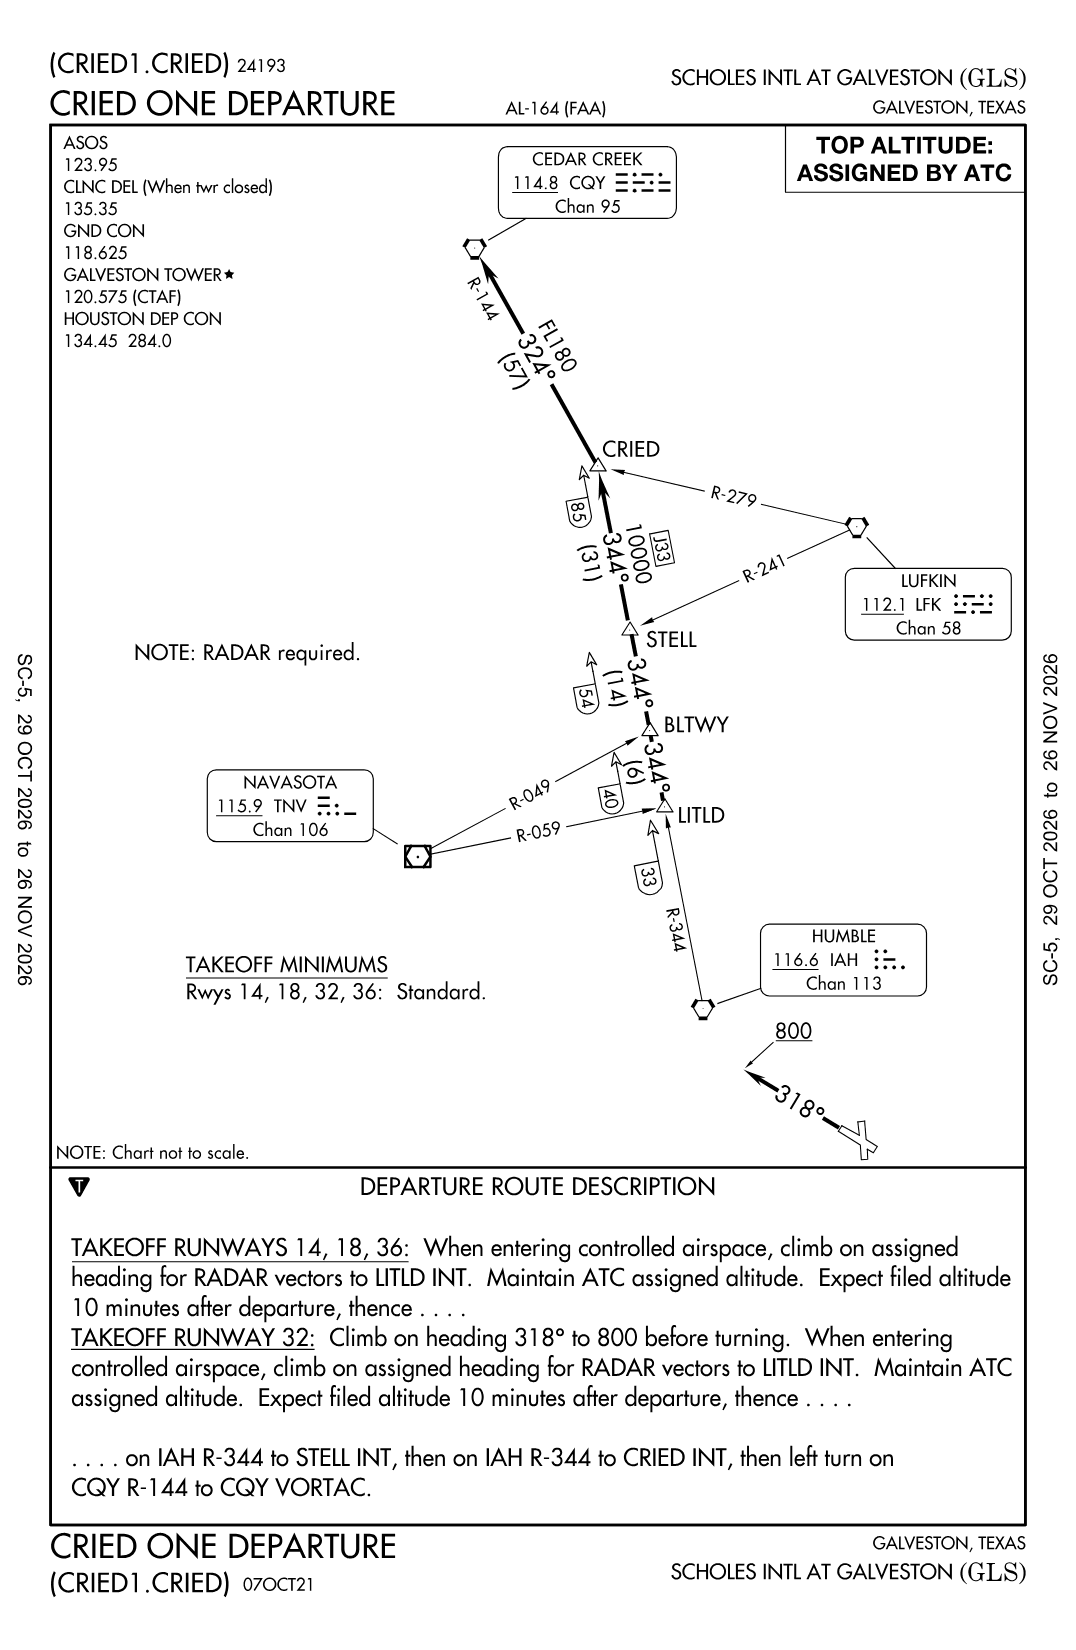 (CRIED1.CRIED) 24193
CRIED ONE DEPARTURE
AL-164 (FAA)
SCHOLES INTL AT GALVESTON (GLS)
GALVESTON, TEXAS
ASOS
123.95
CLNC DEL (When twr closed)
135.35
GND CON
118.625
GALVESTON TOWER★
120.575 (CTAF)
HOUSTON DEP CON
134.45 284.0
TOP ALTITUDE:
ASSIGNED BY ATC
CEDAR CREEK
114.8 CQY
Chan 95
R-144
FL180
324°
(57)
CRIED
85
R-279
J33
10000
344°
(31)
R-241
LUFKIN
112.1 LFK
Chan 58
STELL
NOTE: RADAR required.
344°
(14)
54
BLTWY
344°
(6)
40
NAVASOTA
115.9 TNV
Chan 106
R-049
R-059
LITLD
33
R-344
HUMBLE
116.6 IAH
Chan 113
TAKEOFF MINIMUMS
Rwys 14, 18, 32, 36: Standard.
800
318°
NOTE: Chart not to scale.
SC-5, 29 OCT 2026 to 26 NOV 2026
SC-5, 29 OCT 2026 to 26 NOV 2026
T
DEPARTURE ROUTE DESCRIPTION
TAKEOFF RUNWAYS 14, 18, 36: When entering controlled airspace, climb on assigned
heading for RADAR vectors to LITLD INT. Maintain ATC assigned altitude. Expect filed altitude
10 minutes after departure, thence . . . .
TAKEOFF RUNWAY 32: Climb on heading 318° to 800 before turning. When entering
controlled airspace, climb on assigned heading for RADAR vectors to LITLD INT. Maintain ATC
assigned altitude. Expect filed altitude 10 minutes after departure, thence . . . .
. . . . on IAH R-344 to STELL INT, then on IAH R-344 to CRIED INT, then left turn on
CQY R-144 to CQY VORTAC.
CRIED ONE DEPARTURE
(CRIED1.CRIED) 07OCT21
GALVESTON, TEXAS
SCHOLES INTL AT GALVESTON (GLS)